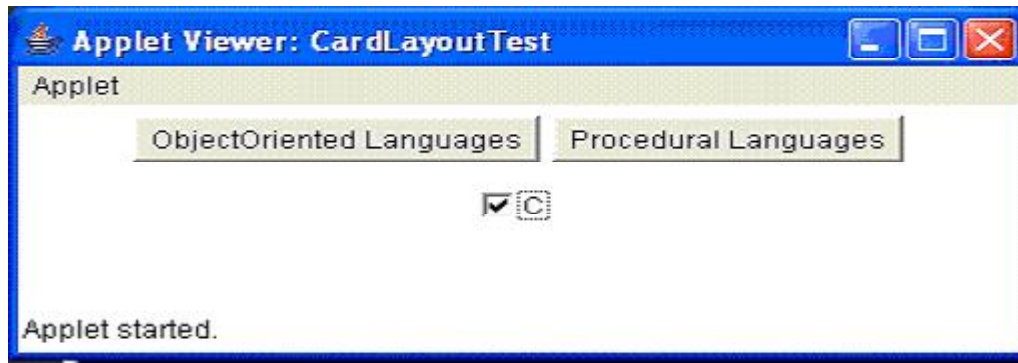 Applet Viewer: CardLayoutTest
Applet
ObjectOriented Languages Procedural Languages
C
Applet started.